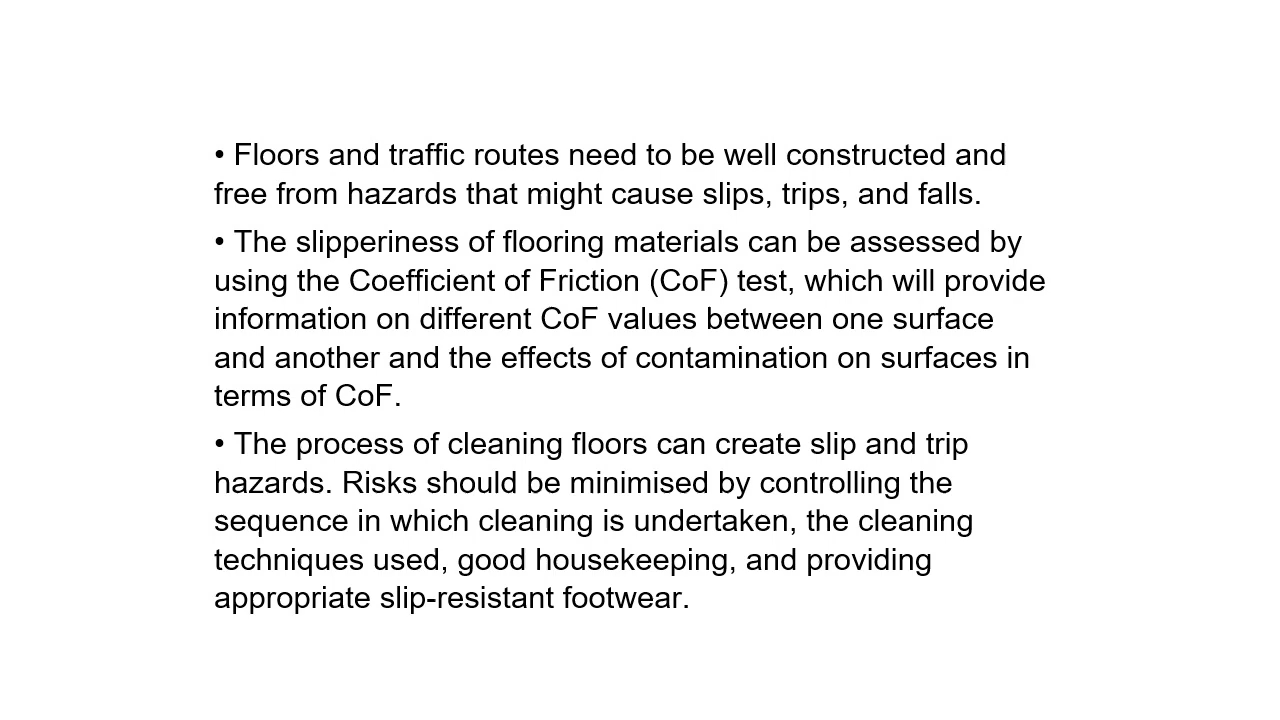 • Floors and traffic routes need to be well constructed and
free from hazards that might cause slips, trips, and falls.
• The slipperiness of flooring materials can be assessed by
using the Coefficient of Friction (CoF) test, which will provide
information on different CoF values between one surface
and another and the effects of contamination on surfaces in
terms of CoF.
• The process of cleaning floors can create slip and trip
hazards. Risks should be minimised by controlling the
sequence in which cleaning is undertaken, the cleaning
techniques used, good housekeeping, and providing
appropriate slip-resistant footwear.